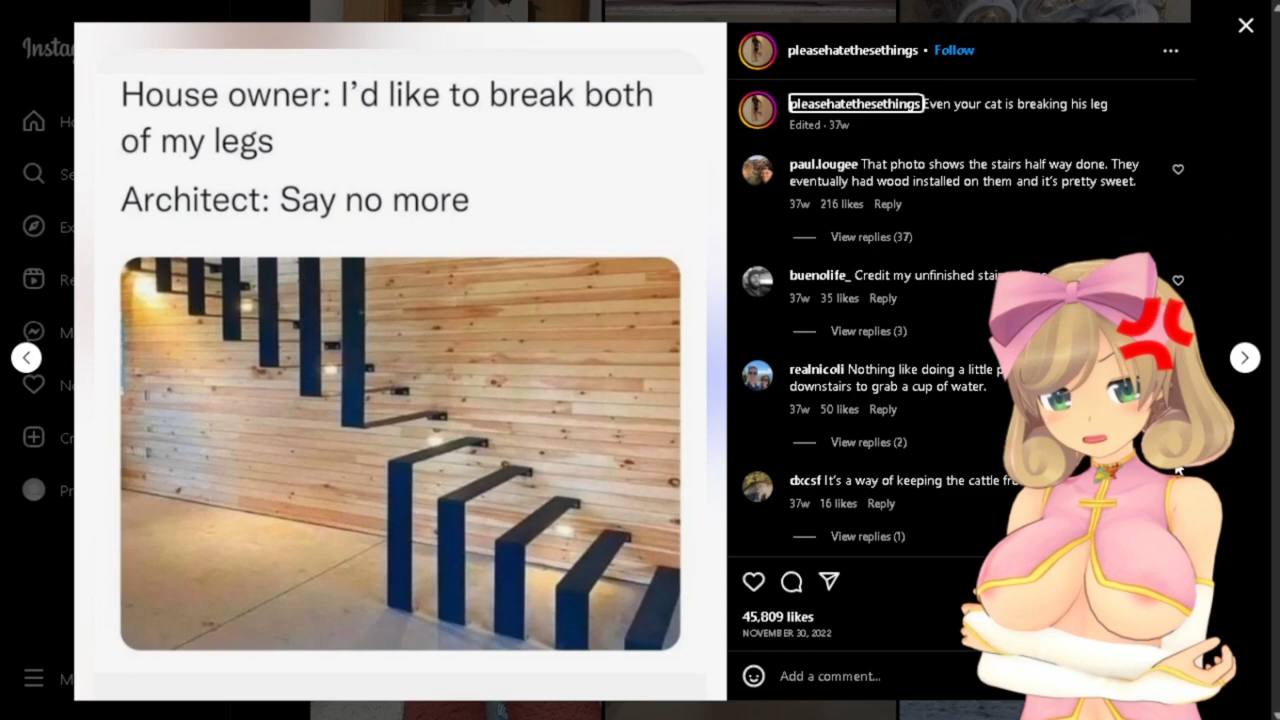 House owner: I'd like to break both
of my legs
Architect: Say no more
pleasehatethesethings • Follow
pleasehatethesethings Even your cat is breaking his leg
Edited · 37w
paul.lougee That photo shows the stairs half way done. They
eventually had wood installed on them and it's pretty sweet.
37w 216 likes Reply
View replies (37)
buenolife_ Credit my unfinished
37w 35 likes Reply
View replies (3)
realnicoli Nothing like doing a little
downstairs to grab a cup of water.
37w 50 likes Reply
View replies (2)
dxcsf It's a way of keeping the cattle
37w 16 likes Reply
View replies (1)
45,809 likes
NOVEMBER 30, 2022
Add a comment...